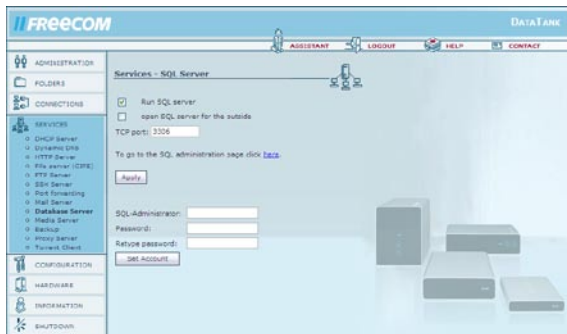 FREECOM
DATATANK
ASSISTANT
LOGOUT
HELP
CONTACT
ADMINISTRATION
FOLDERS
CONNECTIONS
SERVICES
DHCP Server
Dynamic DNS
HTTP Server
File server (CIFS)
FTP Server
SSH Server
Port forwarding
Mail Server
Database Server
Media Server
Backup
Proxy Server
Torrent Client
CONFIGURATION
HARDWARE
INFORMATION
SHUTDOWN
Services - SQL Server
Run SQL server
open SQL server for the outside
TCP port: 3306
To go to the SQL administration page click here.
Apply
SQL-Administrator:
Password:
Retype password:
Set Account